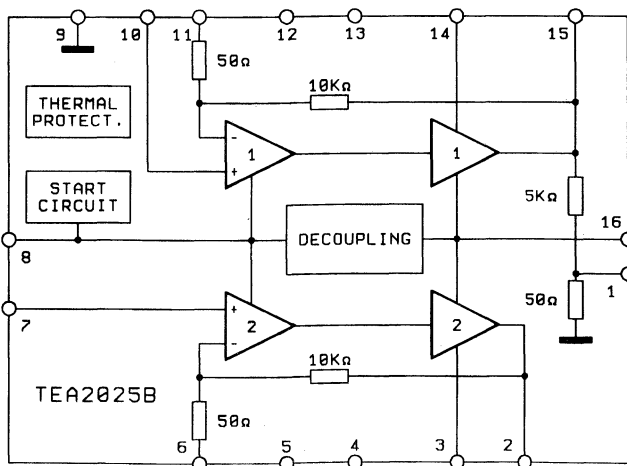 9 10 11 12 13 14 15
50Ω
10KΩ
THERMAL
PROTECT.
-
1
+
1
START
CIRCUIT
5KΩ
16
DECOUPLING
8
1
50Ω
7
+
2
-
2
10KΩ
TEA2025B
50Ω
6 5 4 3 2